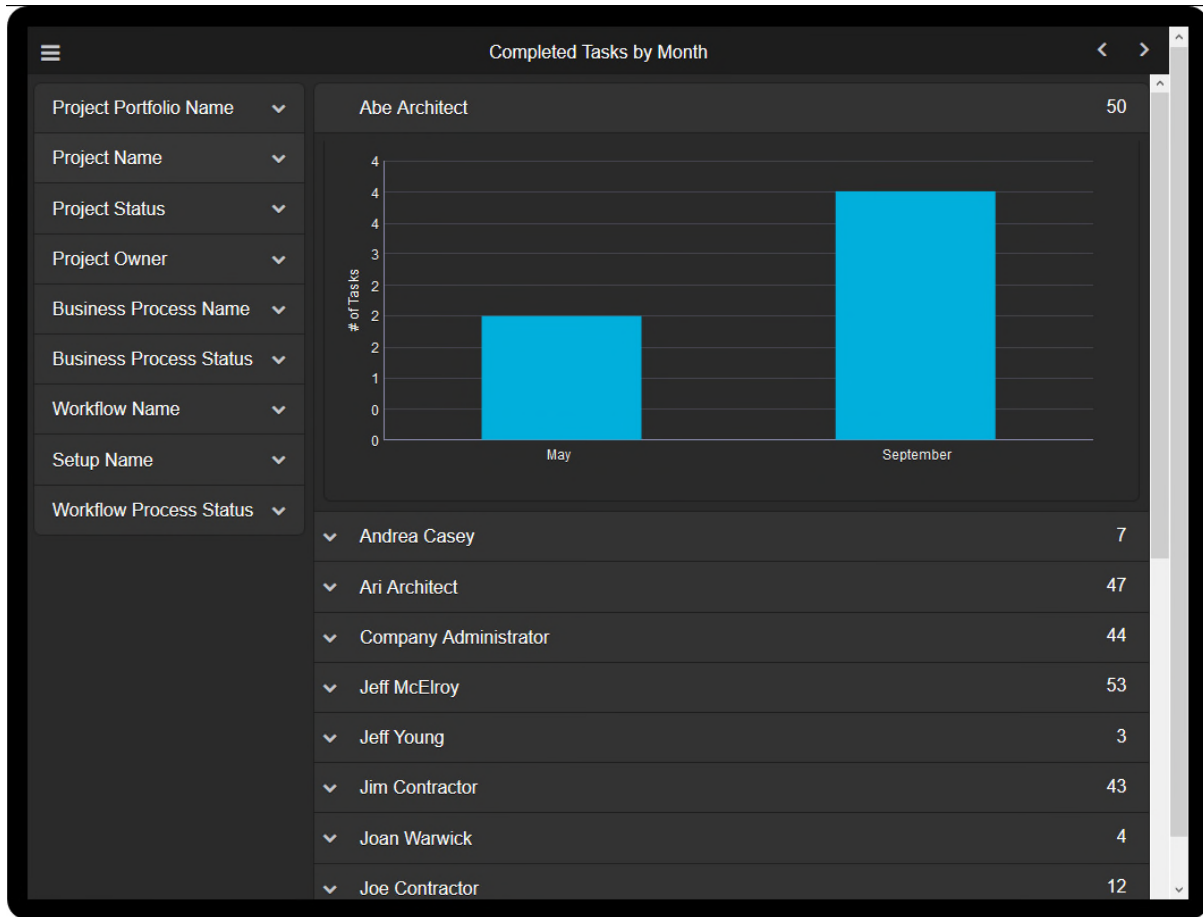 Completed Tasks by Month
Project Portfolio Name
Project Name
Project Status
Project Owner
Business Process Name
Business Process Status
Workflow Name
Setup Name
Workflow Process Status
Abe Architect 50
4
4
4
3
2
2
2
1
0
0
# of Tasks
May September
Andrea Casey 7
Ari Architect 47
Company Administrator 44
Jeff McElroy 53
Jeff Young 3
Jim Contractor 43
Joan Warwick 4
Joe Contractor 12